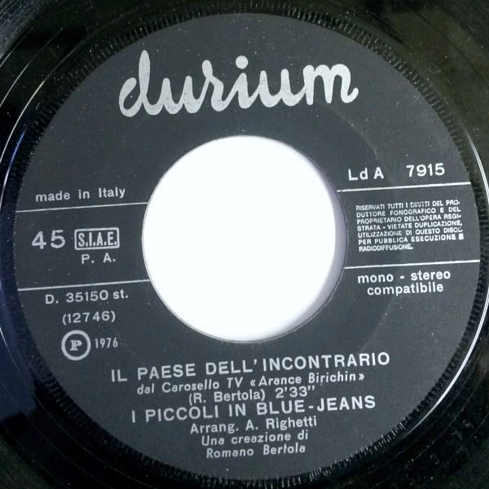 durium
Ld A 7915
made in Italy
RISERVATI TUTTI I DIRITTI DEL PRO-
DUTTORE FONOGRAFICO E DEL
PROPRIETARIO DELL'OPERA REGI-
STRATA - VIETATE DUPLICAZIONE,
UTILIZZAZIONE DI QUESTO DISCO
PER PUBBLICA ESECUZIONE E
RADIODIFFUSIONE.
45 S.I.A.E.
P. A.
mono - stereo
compatibile
D. 35150 st.
(12746)
P 1976
IL PAESE DELL'INCONTRARIO
dal Carosello TV «Arance Birichin»
(R. Bertola) 2'33"
I PICCOLI IN BLUE-JEANS
Arrang. A. Righetti
Una creazione di
Romano Bertola